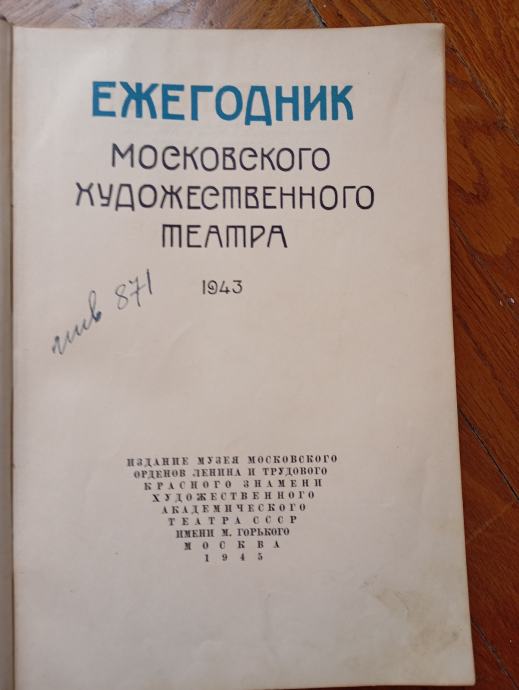 ЕЖЕГОДНИК
МОСКОВСКОГО
ХУДОЖЕСТВЕННОГО
ТЕАТРА
1943
инв 871
ИЗДАНИЕ МУЗЕЯ МОСКОВСКОГО
ОРДЕНОВ ЛЕНИНА И ТРУДОВОГО
КРАСНОГО ЗНАМЕНИ
ХУДОЖЕСТВЕННОГО
АКАДЕМИЧЕСКОГО
ТЕАТРА СССР
ИМЕНИ М. ГОРЬКОГО
МОСКВА
1945